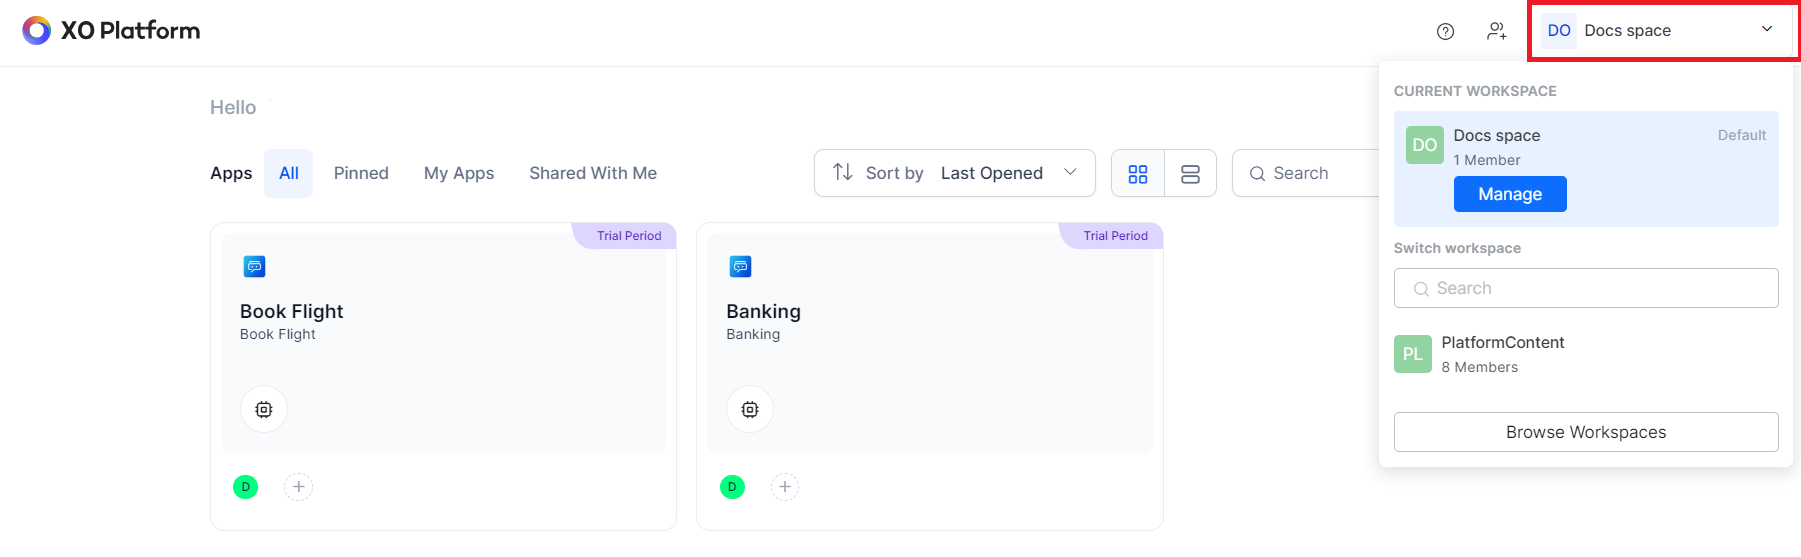 XO Platform
DO Docs space
Hello
Apps All Pinned My Apps Shared With Me
Sort by Last Opened
Search
Trial Period
Book Flight
Book Flight
D
Trial Period
Banking
Banking
D
CURRENT WORKSPACE
DO Docs space Default
1 Member
Manage
Switch workspace
Search
PL PlatformContent
8 Members
Browse Workspaces